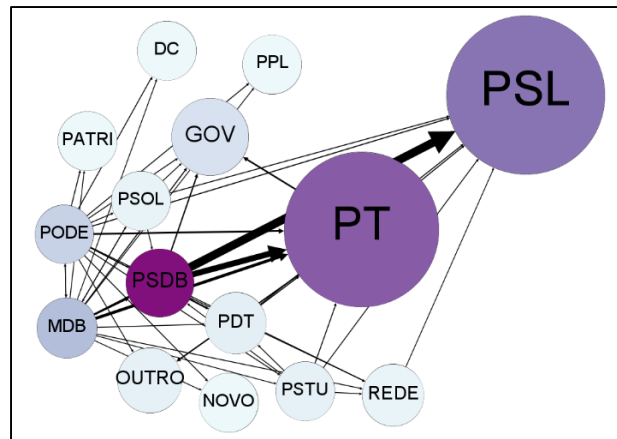 DC
PPL
PSL
GOV
PATRI
PSOL
PT
PODE
PSDB
MDB
PDT
OUTRO
NOVO
PSTU
REDE